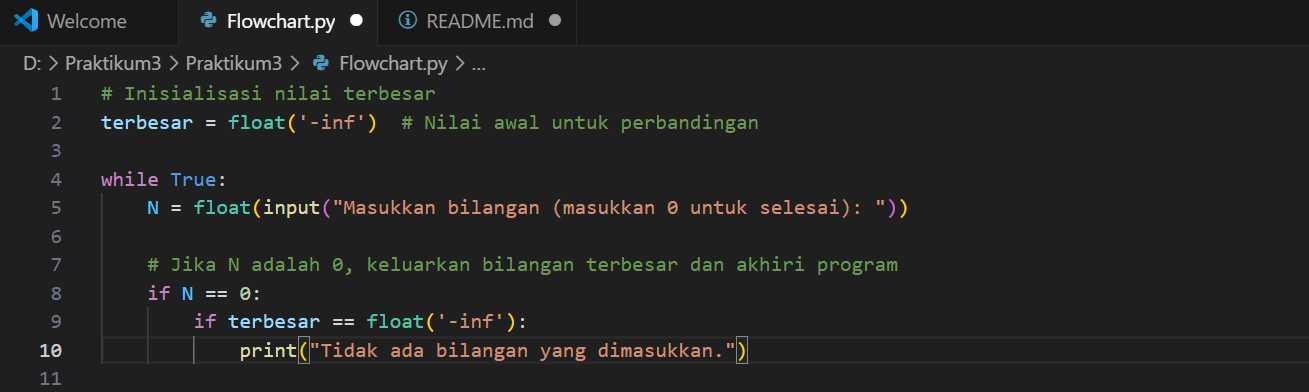 Welcome Flowchart.py README.md
D: > Praktikum3 > Praktikum3 > Flowchart.py > ...
1 # Inisialisasi nilai terbesar
2 terbesar = float('-inf')  # Nilai awal untuk perbandingan
3
4 while True:
5     N = float(input("Masukkan bilangan (masukkan 0 untuk selesai): "))
6
7     # Jika N adalah 0, keluarkan bilangan terbesar dan akhiri program
8     if N == 0:
9         if terbesar == float('-inf'):
10             print("Tidak ada bilangan yang dimasukkan.")
11